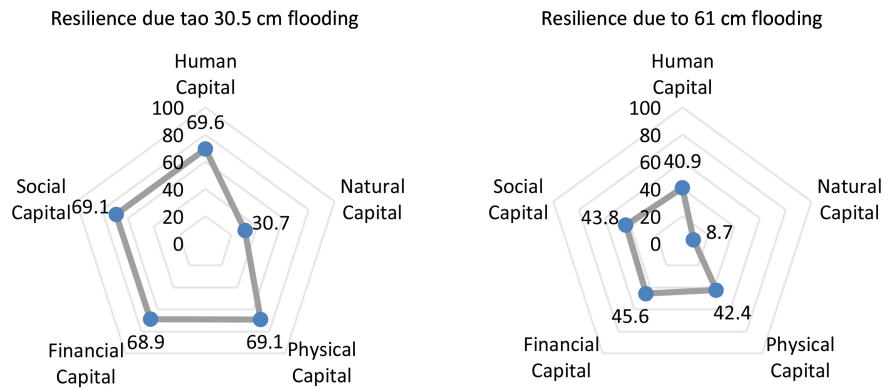 Resilience due tao 30.5 cm flooding
Human
Capital
100
80
60
40
20
0
69.6
Natural
Capital
30.7
Physical
Capital
69.1
Financial
Capital
68.9
Social
Capital
69.1
Resilience due to 61 cm flooding
Human
Capital
100
80
60
40
20
0
40.9
Natural
Capital
8.7
Physical
Capital
42.4
Financial
Capital
45.6
Social
Capital
43.8